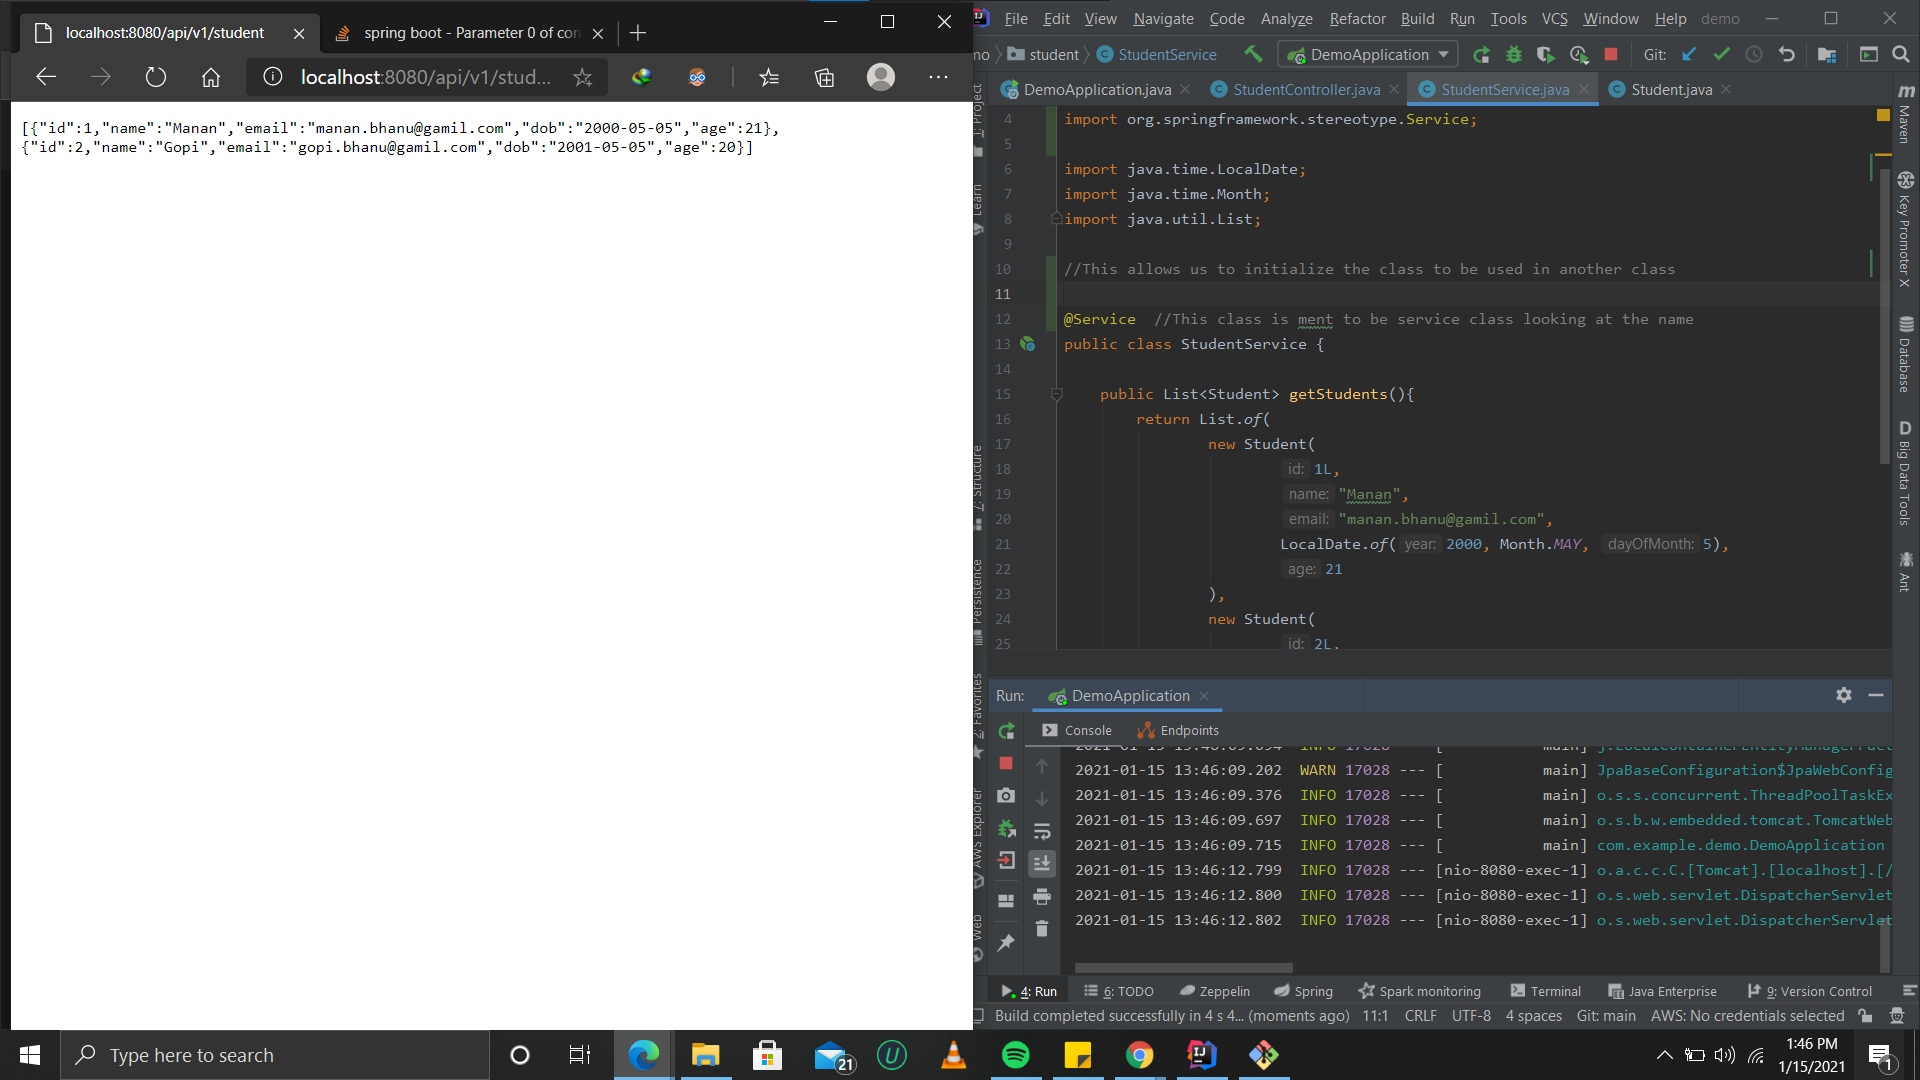 localhost:8080/api/v1/student
spring boot - Parameter 0 of con
localhost:8080/api/v1/stud...
[{"id":1,"name":"Manan","email":"manan.bhanu@gamil.com","dob":"2000-05-05","age":21},
{"id":2,"name":"Gopi","email":"gopi.bhanu@gamil.com","dob":"2001-05-05","age":20}]
File Edit View Navigate Code Analyze Refactor Build Run Tools VCS Window Help demo
mo student StudentService DemoApplication Git:
DemoApplication.java StudentController.java StudentService.java Student.java
4 import org.springframework.stereotype.Service;
5
6 import java.time.LocalDate;
7 import java.time.Month;
8 import java.util.List;
9
10 //This allows us to initialize the class to be used in another class
11
12 @Service //This class is ment to be service class looking at the name
13 public class StudentService {
14
15 public List<Student> getStudents(){
16 return List.of(
17 new Student(
18 id: 1L,
19 name: "Manan",
20 email: "manan.bhanu@gamil.com",
21 LocalDate.of( year: 2000, Month.MAY, dayOfMonth: 5),
22 age: 21
23 ),
24 new Student(
25 id: 2L,
1: Project
Learn
7: Structure
Persistence
2: Favorites
AWS Explorer
Web
Maven
Key Promoter X
Database
Big Data Tools
Ant
Run: DemoApplication
Console Endpoints
2021-01-15 13:46:09.202 WARN 17028 --- [ main] JpaBaseConfiguration$JpaWebConfig
2021-01-15 13:46:09.376 INFO 17028 --- [ main] o.s.s.concurrent.ThreadPoolTaskEx
2021-01-15 13:46:09.697 INFO 17028 --- [ main] o.s.b.w.embedded.tomcat.TomcatWeb
2021-01-15 13:46:09.715 INFO 17028 --- [ main] com.example.demo.DemoApplication
2021-01-15 13:46:12.799 INFO 17028 --- [nio-8080-exec-1] o.a.c.c.C.[Tomcat].[localhost].[/
2021-01-15 13:46:12.800 INFO 17028 --- [nio-8080-exec-1] o.s.web.servlet.DispatcherServlet
2021-01-15 13:46:12.802 INFO 17028 --- [nio-8080-exec-1] o.s.web.servlet.DispatcherServlet
4: Run 6: TODO Zeppelin Spring Spark monitoring Terminal Java Enterprise 9: Version Control
Build completed successfully in 4 s 4... (moments ago) 11:1 CRLF UTF-8 4 spaces Git: main AWS: No credentials selected
Type here to search
21
1:46 PM
1/15/2021
1